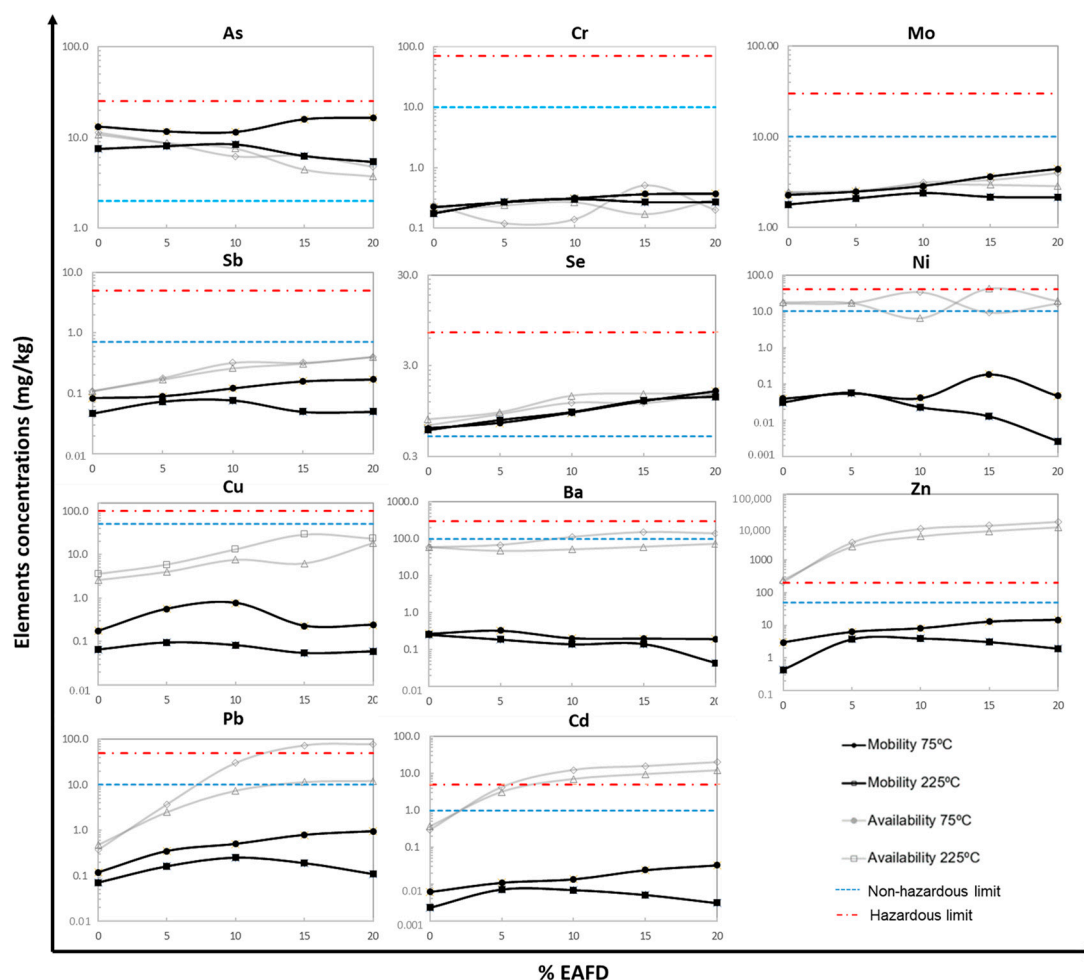 Elements concentrations (mg/kg)
As
100.0
10.0
1.0
0 5 10 15 20
Cr
100.0
10.0
1.0
0.1
0 5 10 15 20
Mo
100.00
10.00
1.00
0 5 10 15 20
Sb
10.0
1.0
0.1
0.01
0 5 10 15 20
Se
30.0
3.0
0.3
0 5 10 15 20
Ni
100.0
10.0
1.0
0.1
0.01
0.001
0 5 10 15 20
Cu
100.0
10.0
1.0
0.1
0.01
0 5 10 15 20
Ba
1000.0
100.0
10.0
1.0
0.1
0.01
0 5 10 15 20
Zn
100,000
10,000
1000
100
10
1
0.1
0 5 10 15 20
Pb
100.0
10.0
1.0
0.1
0.01
0 5 10 15 20
Cd
100.0
10.0
1.0
0.1
0.01
0.001
0 5 10 15 20
Mobility 75ºC
Mobility 225ºC
Availability 75ºC
Availability 225ºC
Non-hazardous limit
Hazardous limit
% EAFD